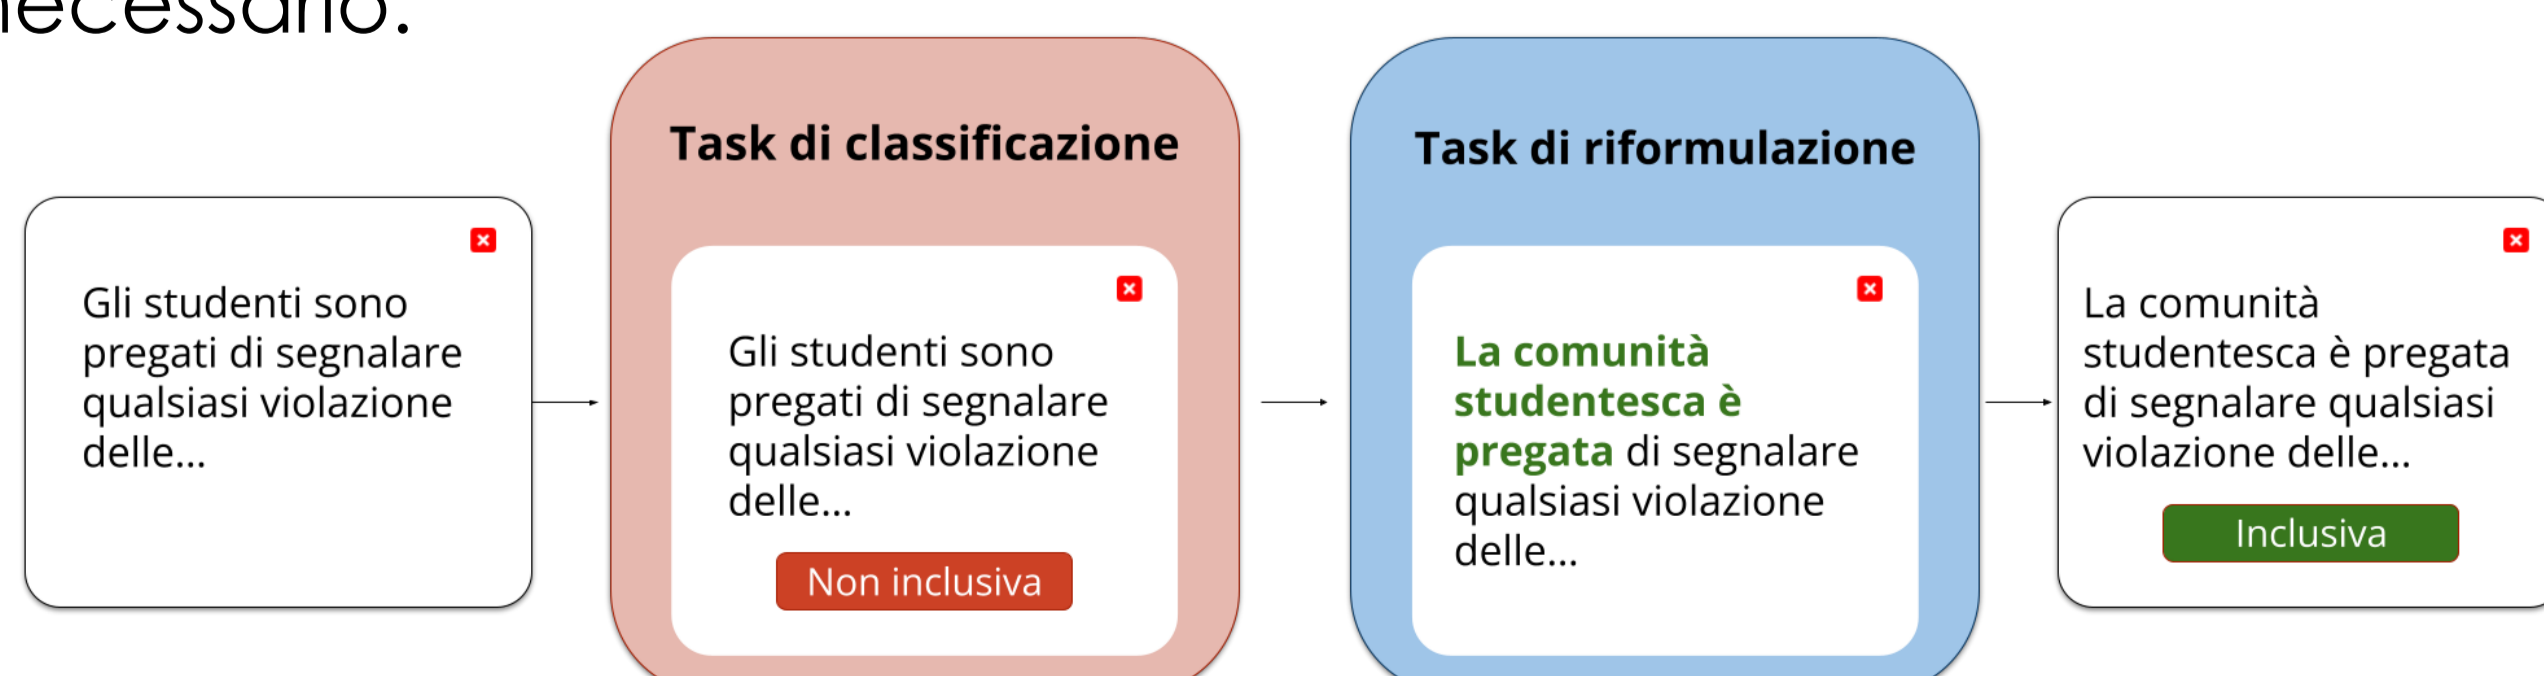 necessario.
Gli studenti sono
pregati di segnalare
qualsiasi violazione
delle...
Task di classificazione
Gli studenti sono
pregati di segnalare
qualsiasi violazione
delle...
Non inclusiva
Task di riformulazione
La comunità
studentesca è
pregata di segnalare
qualsiasi violazione
delle...
La comunità
studentesca è pregata
di segnalare qualsiasi
violazione delle...
Inclusiva